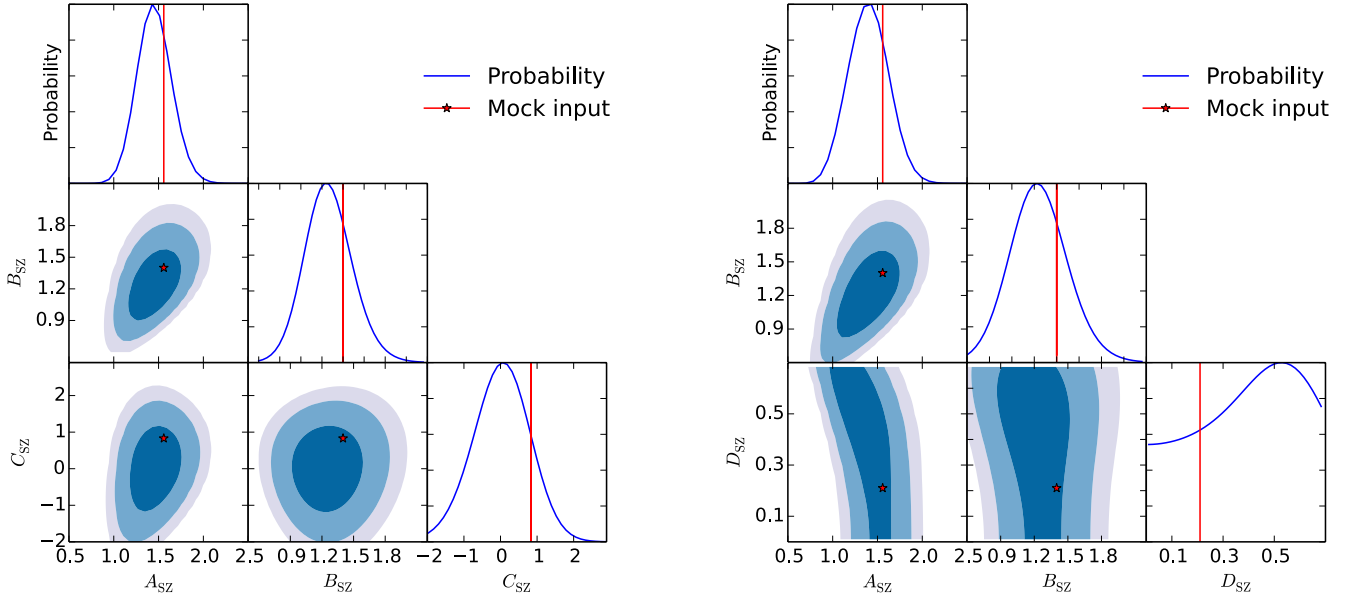 Probability
Probability
Mock input
1.8
1.5
1.2
0.9
B_SZ
2
1
0
−1
−2
C_SZ
0.5 1.0 1.5 2.0 2.5 0.9 1.2 1.5 1.8 −2 −1 0 1 2
A_SZ B_SZ C_SZ
Probability
Probability
Mock input
1.8
1.5
1.2
0.9
B_SZ
0.5
0.3
0.1
D_SZ
0.5 1.0 1.5 2.0 2.5 0.9 1.2 1.5 1.8 0.1 0.3 0.5
A_SZ B_SZ D_SZ